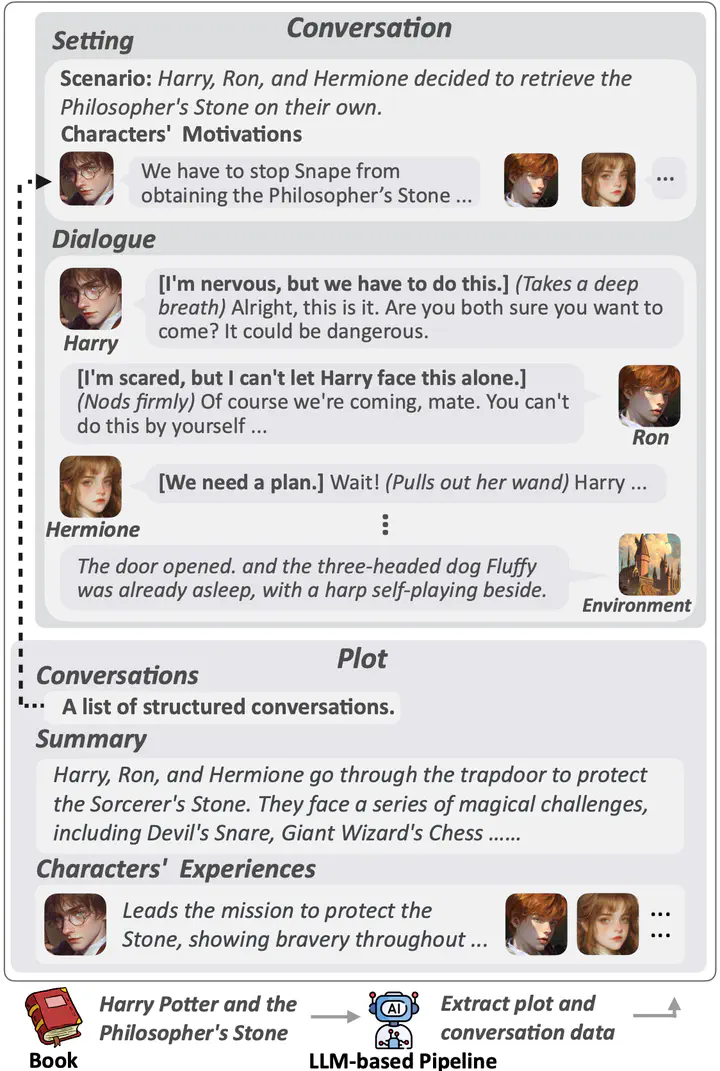 Conversation
Setting
Scenario: Harry, Ron, and Hermione decided to retrieve the
Philosopher's Stone on their own.
Characters' Motivations
We have to stop Snape from
obtaining the Philosopher’s Stone ...
...
Dialogue
[I'm nervous, but we have to do this.] (Takes a deep
breath) Alright, this is it. Are you both sure you want to
come? It could be dangerous.
Harry
[I'm scared, but I can't let Harry face this alone.]
(Nods firmly) Of course we're coming, mate. You can't
do this by yourself ...
Ron
[We need a plan.] Wait! (Pulls out her wand) Harry ...
Hermione
⋮
The door opened. and the three-headed dog Fluffy
was already asleep, with a harp self-playing beside.
Environment
Plot
Conversations
A list of structured conversations.
Summary
Harry, Ron, and Hermione go through the trapdoor to protect
the Sorcerer's Stone. They face a series of magical challenges,
including Devil's Snare, Giant Wizard's Chess ......
Characters' Experiences
Leads the mission to protect the
Stone, showing bravery throughout ...
...
...
Harry Potter and the
Philosopher's Stone
Book
AI
LLM-based Pipeline
Extract plot and
conversation data